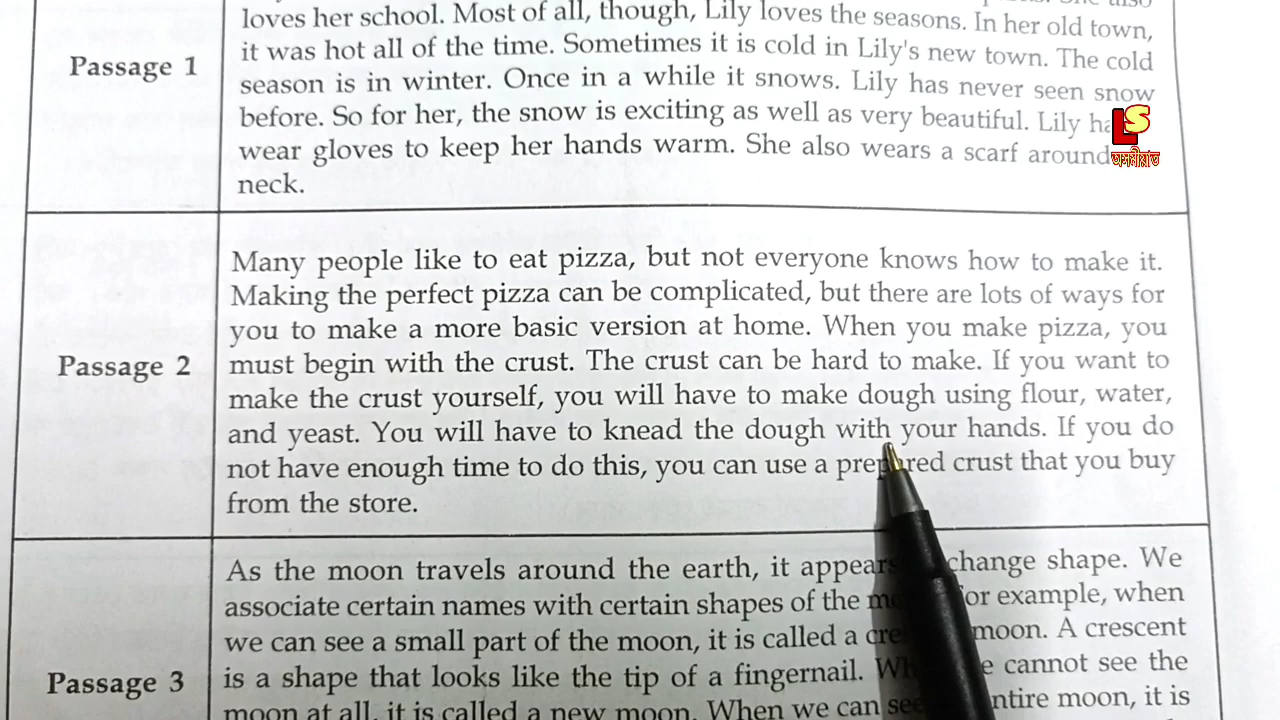 loves her school. Most of all, though, Lily loves the seasons. In her old town,
it was hot all of the time. Sometimes it is cold in Lily's new town. The cold
Passage 1
season is in winter. Once in a while it snows. Lily has never seen snow
before. So for her, the snow is exciting as well as very beautiful. Lily
wear gloves to keep her hands warm. She also wears a scarf around
neck.
LS
অসমীয়াত
Many people like to eat pizza, but not everyone knows how to make it.
Making the perfect pizza can be complicated, but there are lots of ways for
you to make a more basic version at home. When you make pizza, you
Passage 2
must begin with the crust. The crust can be hard to make. If you want to
make the crust yourself, you will have to make dough using flour, water,
and yeast. You will have to knead the dough with your hands. If you do
not have enough time to do this, you can use a prepared crust that you buy
from the store.
As the moon travels around the earth, it appears change shape. We
associate certain names with certain shapes of the for example, when
we can see a small part of the moon, it is called a moon. A crescent
Passage 3
is a shape that looks like the tip of a fingernail. cannot see the
moon at all, it is called a new moon. When we can see entire moon, it is